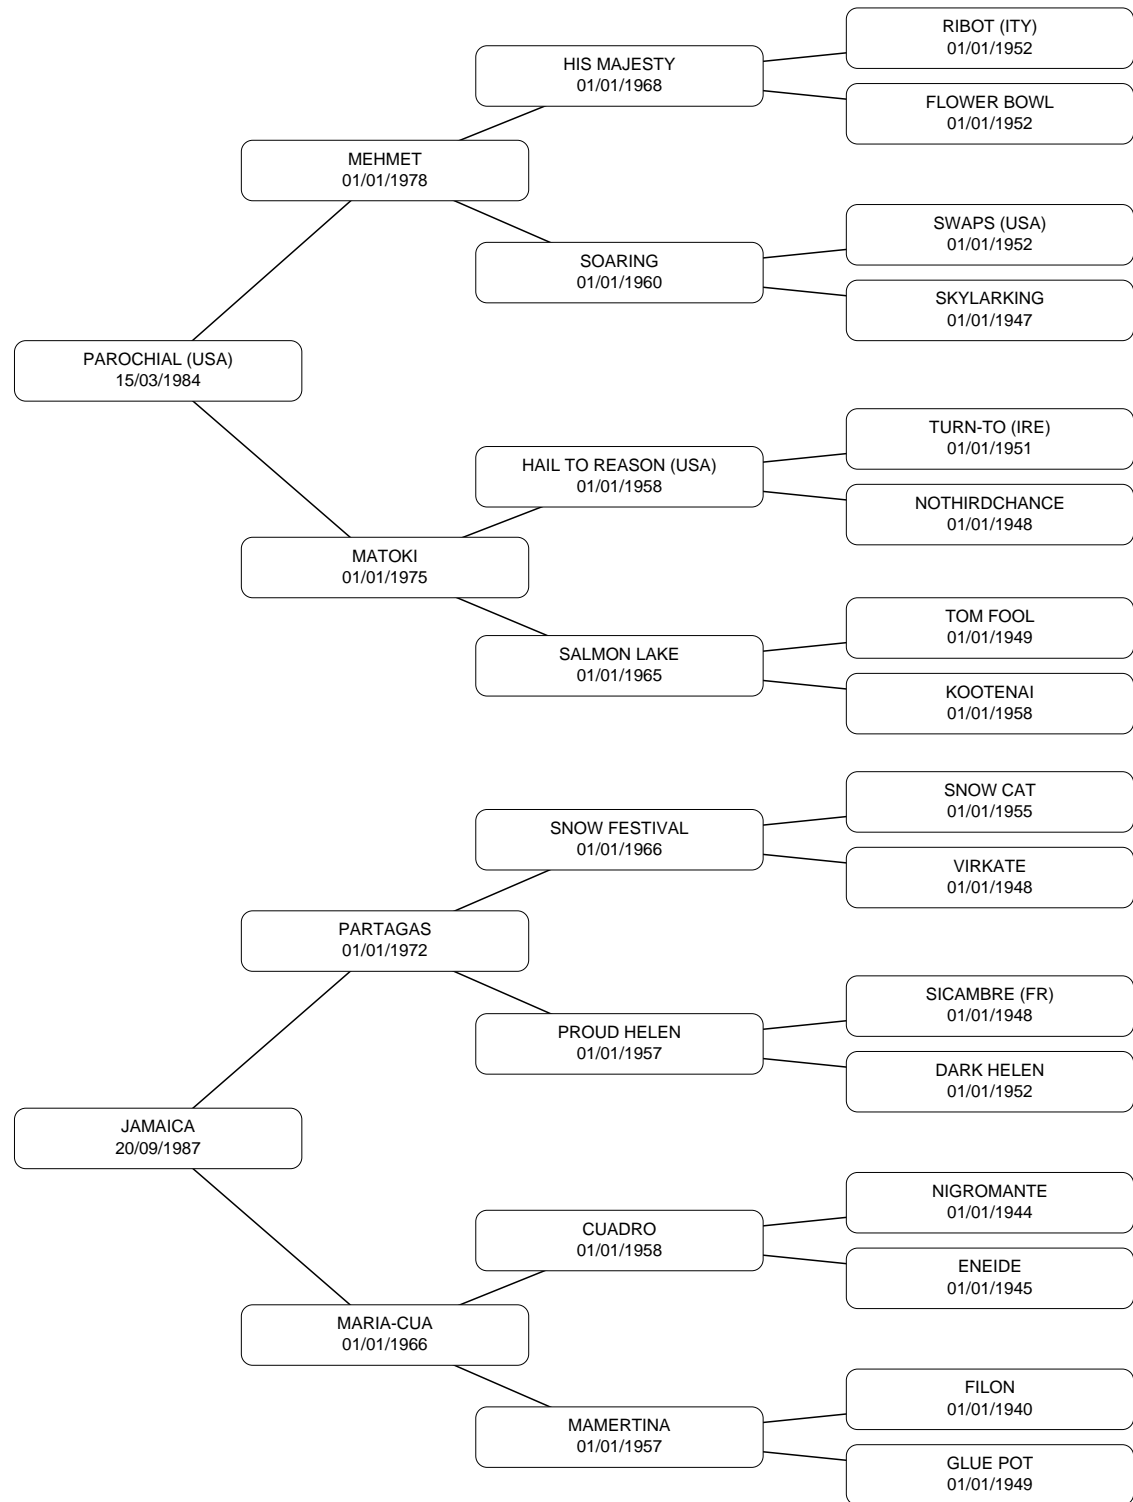 RIBOT (ITY)
01/01/1952
HIS MAJESTY
01/01/1968
FLOWER BOWL
01/01/1952
MEHMET
01/01/1978
SWAPS (USA)
01/01/1952
SOARING
01/01/1960
SKYLARKING
01/01/1947
PAROCHIAL (USA)
15/03/1984
TURN-TO (IRE)
01/01/1951
HAIL TO REASON (USA)
01/01/1958
NOTHIRDCHANCE
01/01/1948
MATOKI
01/01/1975
TOM FOOL
01/01/1949
SALMON LAKE
01/01/1965
KOOTENAI
01/01/1958
SNOW CAT
01/01/1955
SNOW FESTIVAL
01/01/1966
VIRKATE
01/01/1948
PARTAGAS
01/01/1972
SICAMBRE (FR)
01/01/1948
PROUD HELEN
01/01/1957
DARK HELEN
01/01/1952
JAMAICA
20/09/1987
NIGROMANTE
01/01/1944
CUADRO
01/01/1958
ENEIDE
01/01/1945
MARIA-CUA
01/01/1966
FILON
01/01/1940
MAMERTINA
01/01/1957
GLUE POT
01/01/1949